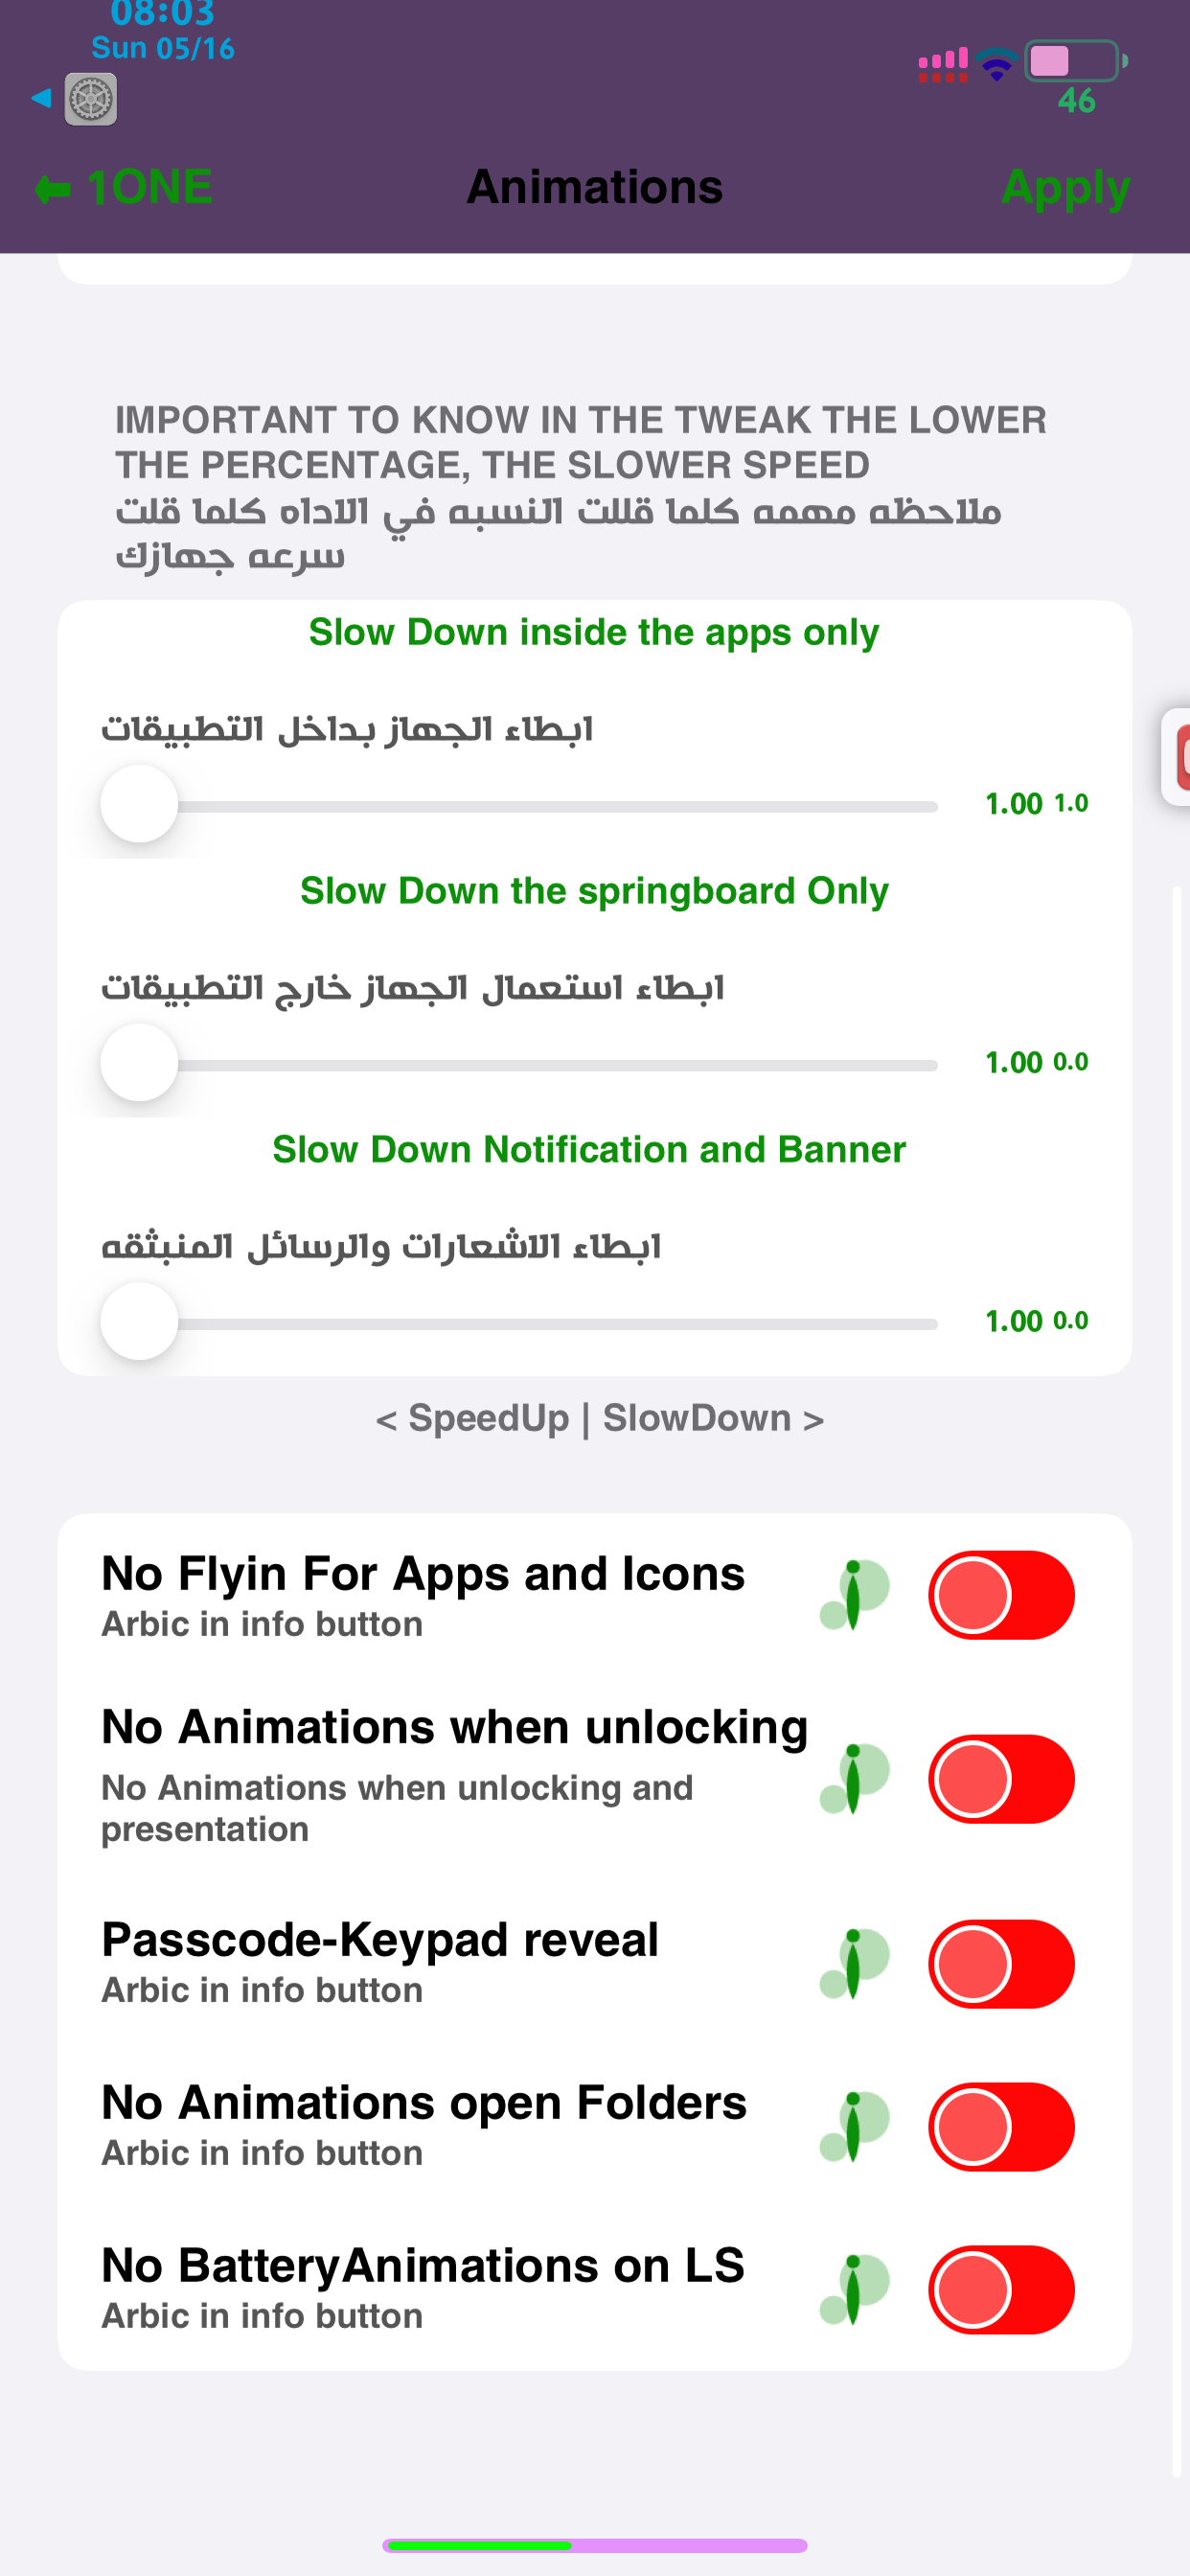 08:03
Sun 05/16
46
1ONE
Animations
Apply
IMPORTANT TO KNOW IN THE TWEAK THE LOWER
THE PERCENTAGE, THE SLOWER SPEED
ملاحظه مهمه كلما قللت النسبه في الاداه كلما قلت
سرعه جهازك
Slow Down inside the apps only
ابطاء الجهاز بداخل التطبيقات
1.00 1.0
Slow Down the springboard Only
ابطاء استعمال الجهاز خارج التطبيقات
1.00 0.0
Slow Down Notification and Banner
ابطاء الاشعارات والرسائل المنبثقه
1.00 0.0
< SpeedUp | SlowDown >
No Flyin For Apps and Icons
Arbic in info button
No Animations when unlocking
No Animations when unlocking and
presentation
Passcode-Keypad reveal
Arbic in info button
No Animations open Folders
Arbic in info button
No BatteryAnimations on LS
Arbic in info button